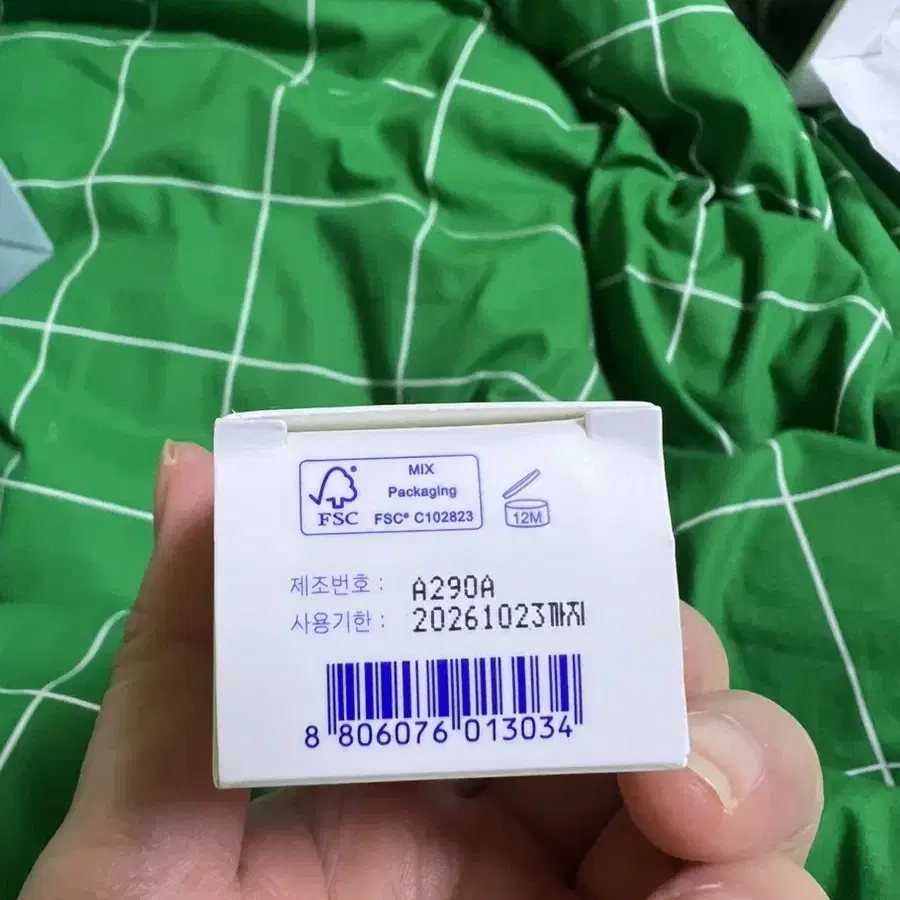 MIX
Packaging
FSC® FSC® C102823
12M
제조번호 : A290A
사용기한 : 20261023까지
8 806076 013034